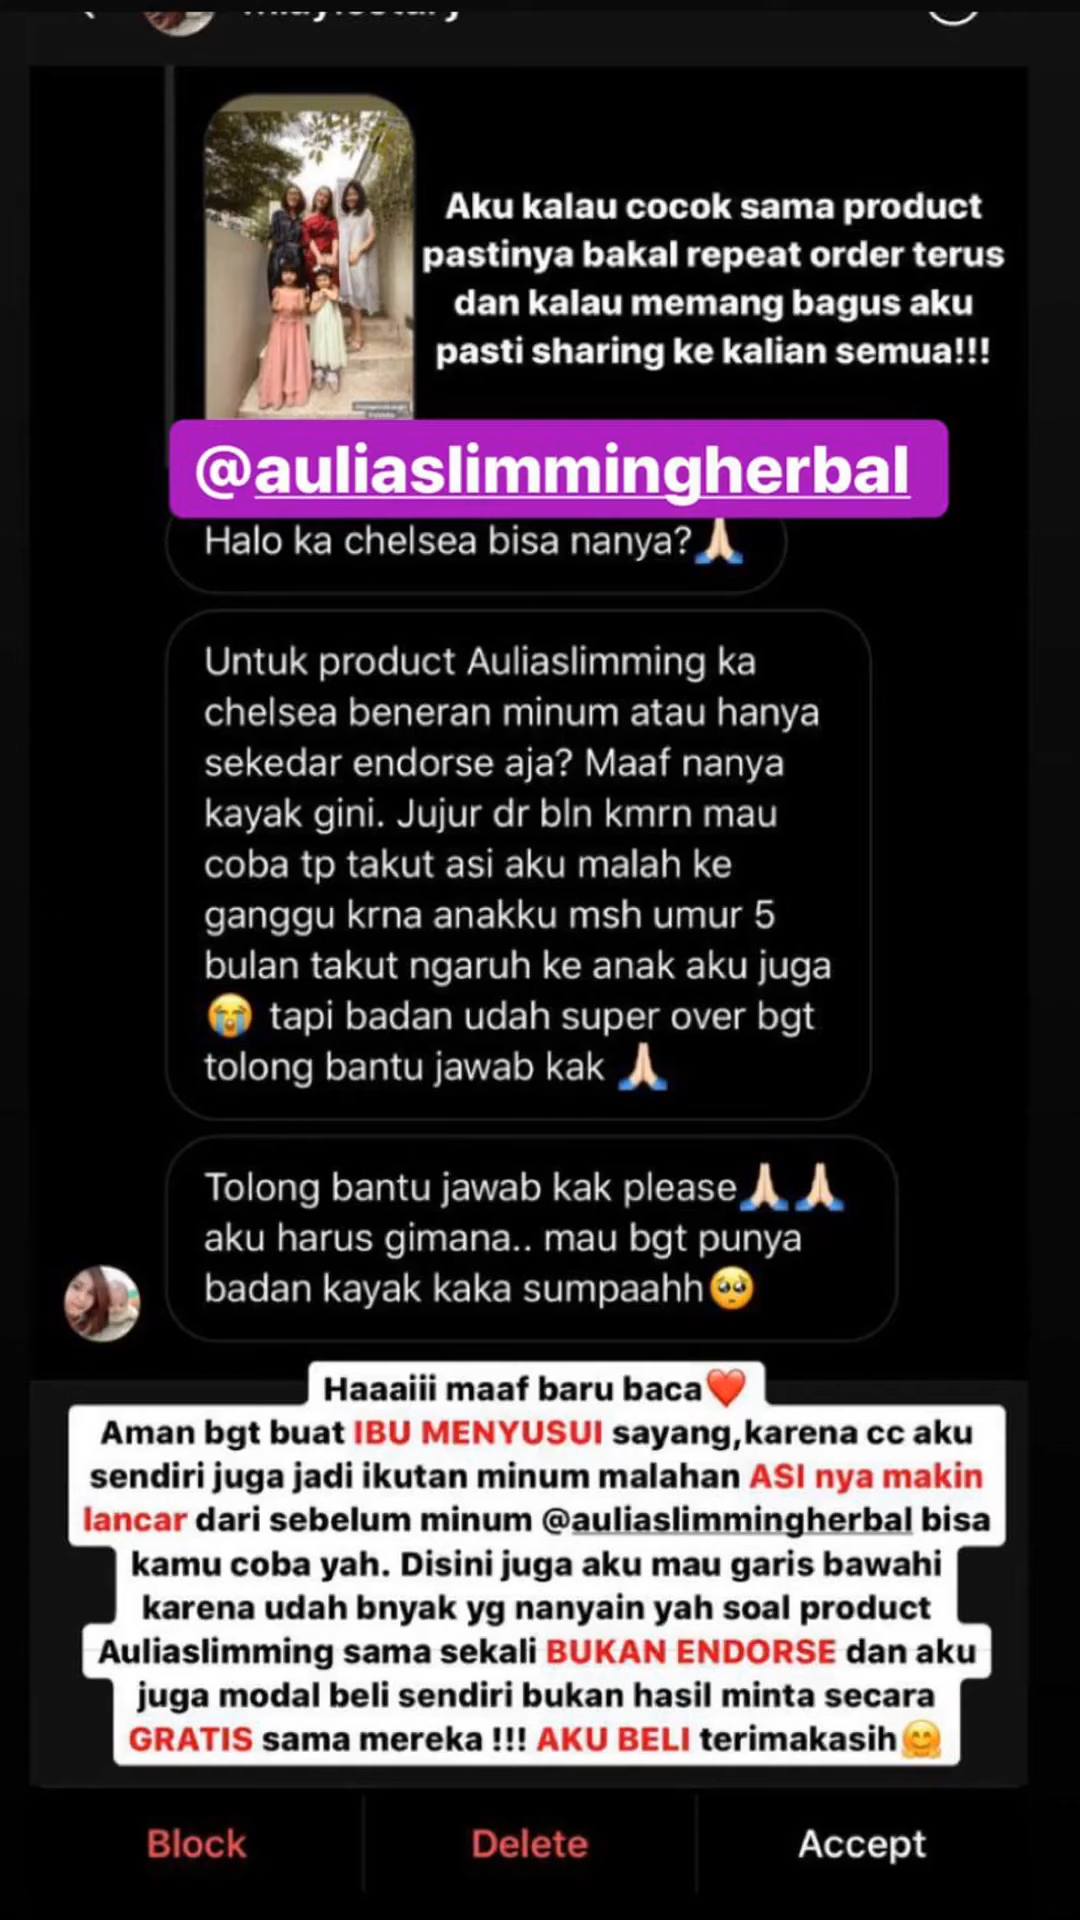 Aku kalau cocok sama product
pastinya bakal repeat order terus
dan kalau memang bagus aku
pasti sharing ke kalian semua!!!
@auliaslimmingherbal
Halo ka chelsea bisa nanya?🙏🏻
Untuk product Auliaslimming ka
chelsea beneran minum atau hanya
sekedar endorse aja? Maaf nanya
kayak gini. Jujur dr bln kmrn mau
coba tp takut asi aku malah ke
ganggu krna anakku msh umur 5
bulan takut ngaruh ke anak aku juga
😭 tapi badan udah super over bgt
tolong bantu jawab kak 🙏🏻
Tolong bantu jawab kak please🙏🏻🙏🏻
aku harus gimana.. mau bgt punya
badan kayak kaka sumpaahh🥺
Haaaiii maaf baru baca❤️
Aman bgt buat IBU MENYUSUI sayang,karena cc aku
sendiri juga jadi ikutan minum malahan ASI nya makin
lancar dari sebelum minum @auliaslimmingherbal bisa
kamu coba yah. Disini juga aku mau garis bawahi
karena udah bnyak yg nanyain yah soal product
Auliaslimming sama sekali BUKAN ENDORSE dan aku
juga modal beli sendiri bukan hasil minta secara
GRATIS sama mereka !!! AKU BELI terimakasih🤗
Block
Delete
Accept